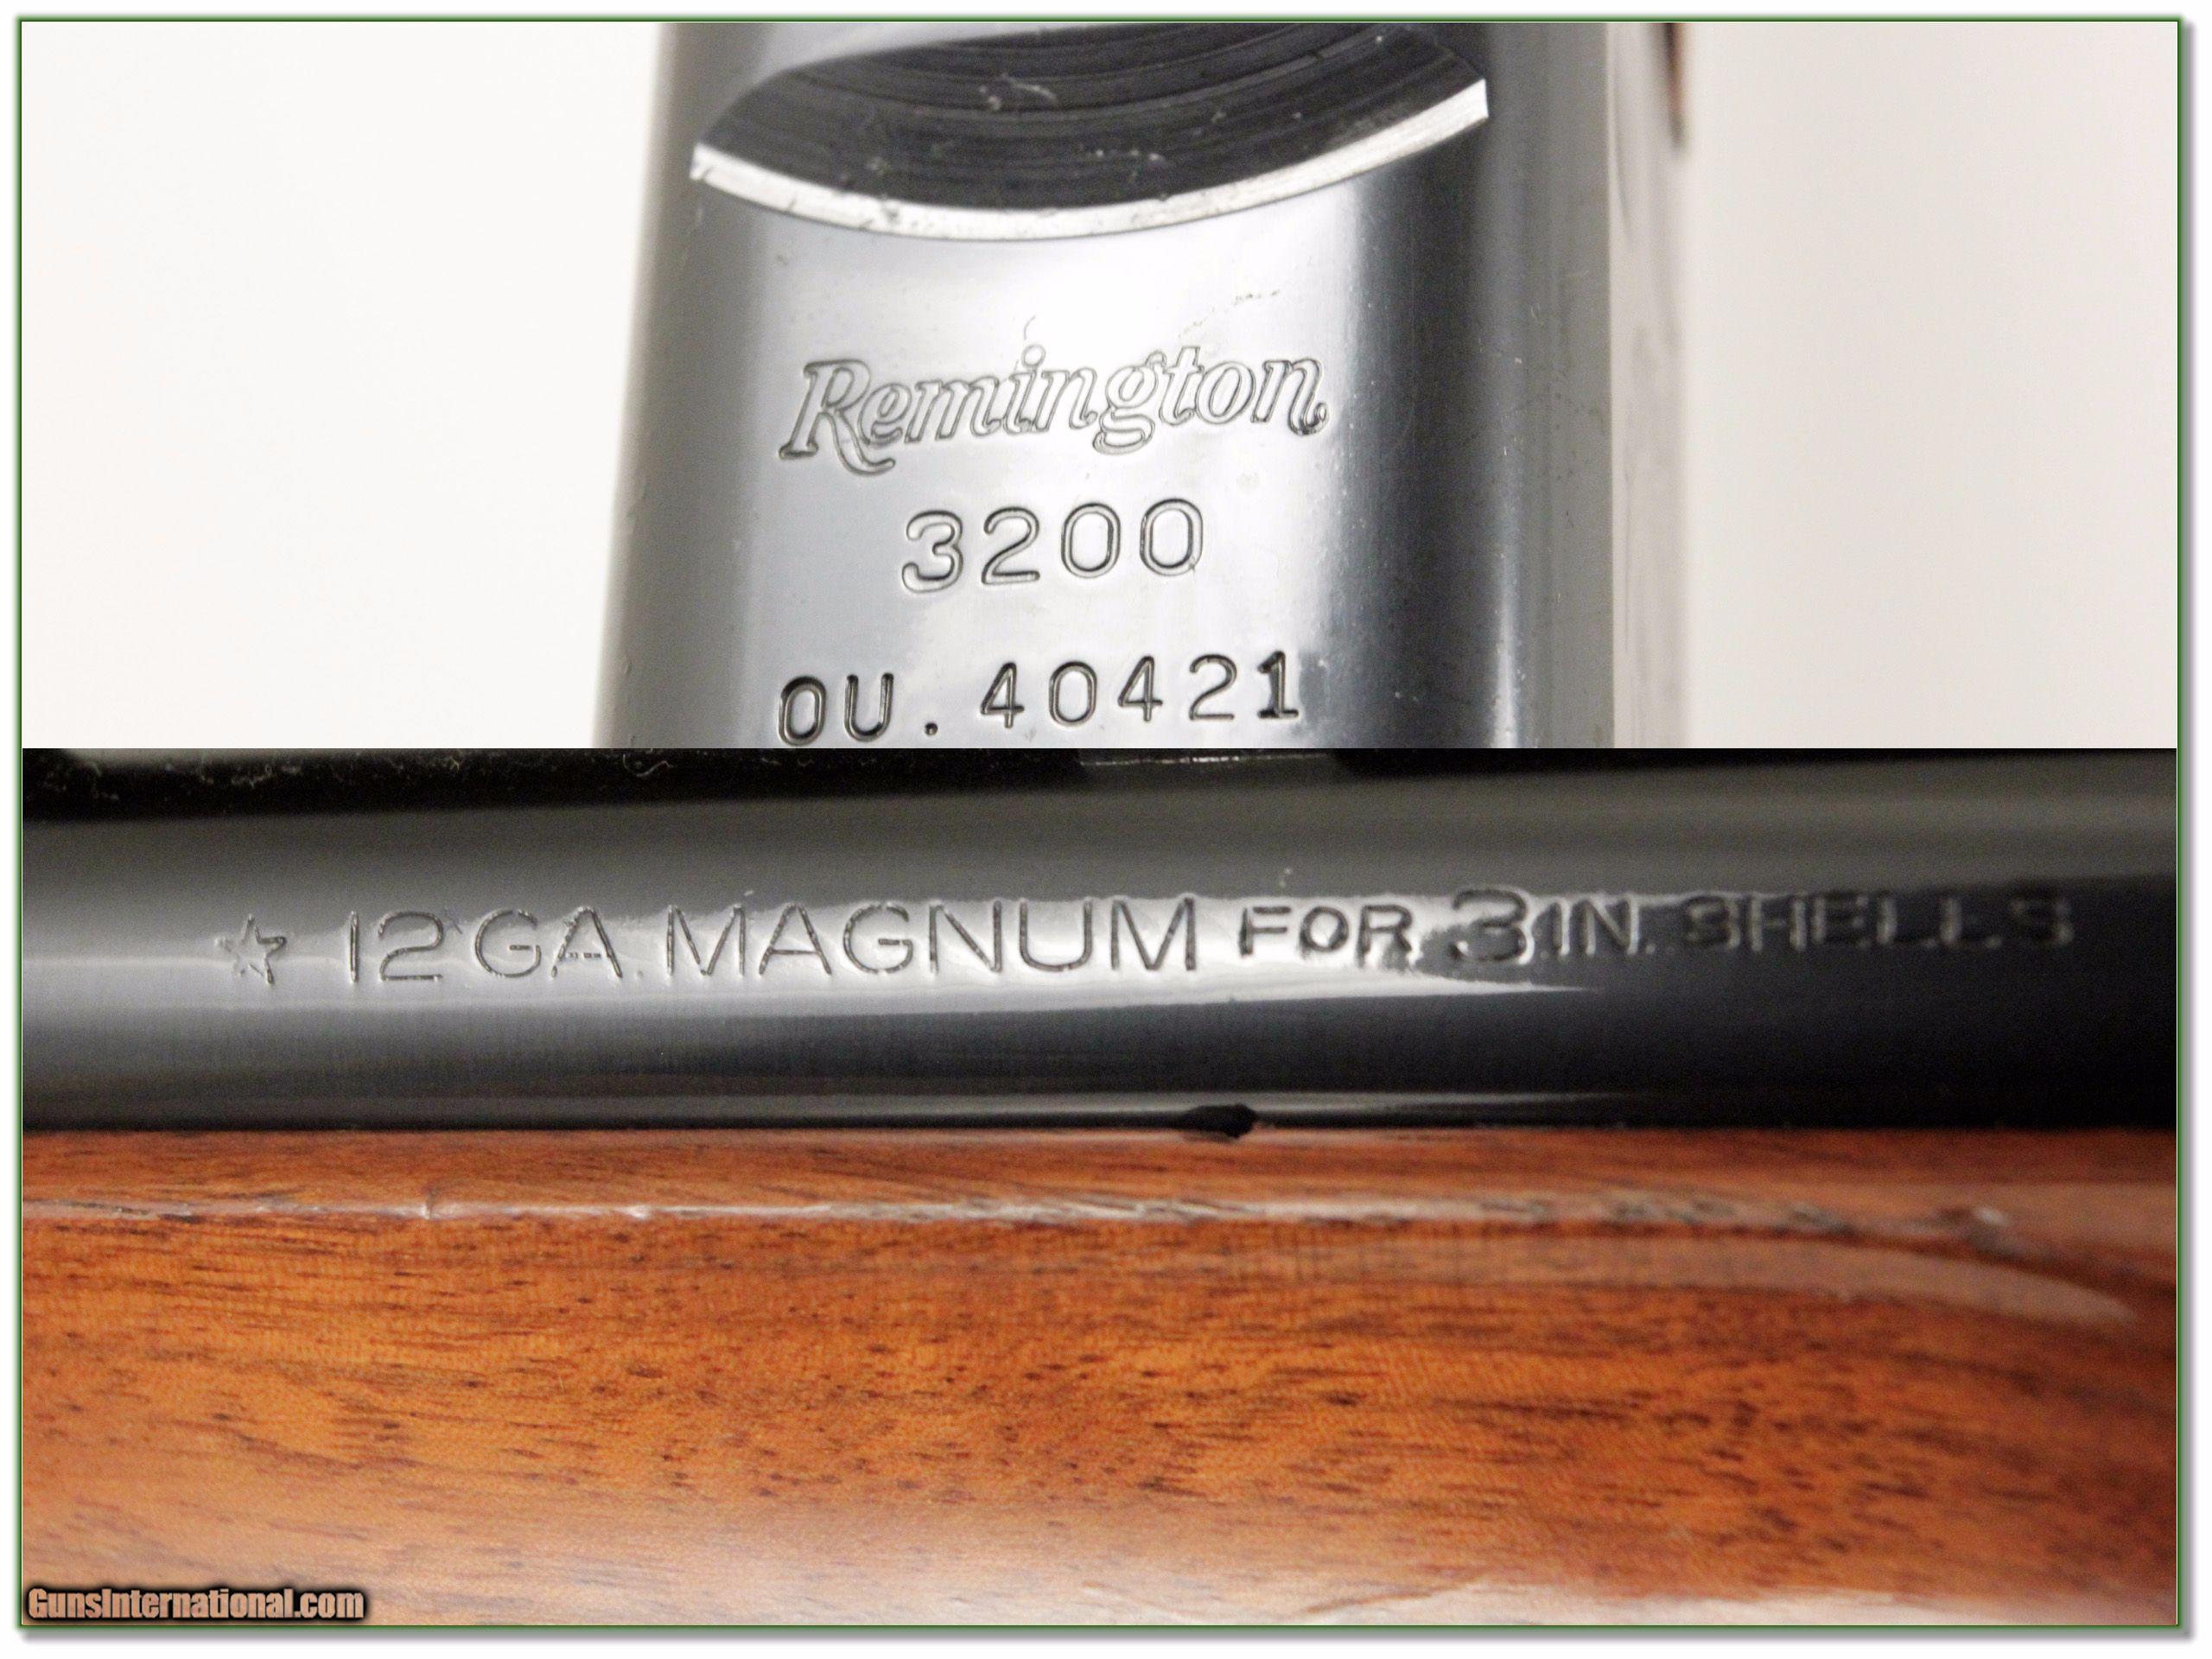 Remington
3200
OU. 40421
☆ 12 GA. MAGNUM FOR 3 IN. SHELLS
GunsInternational.com